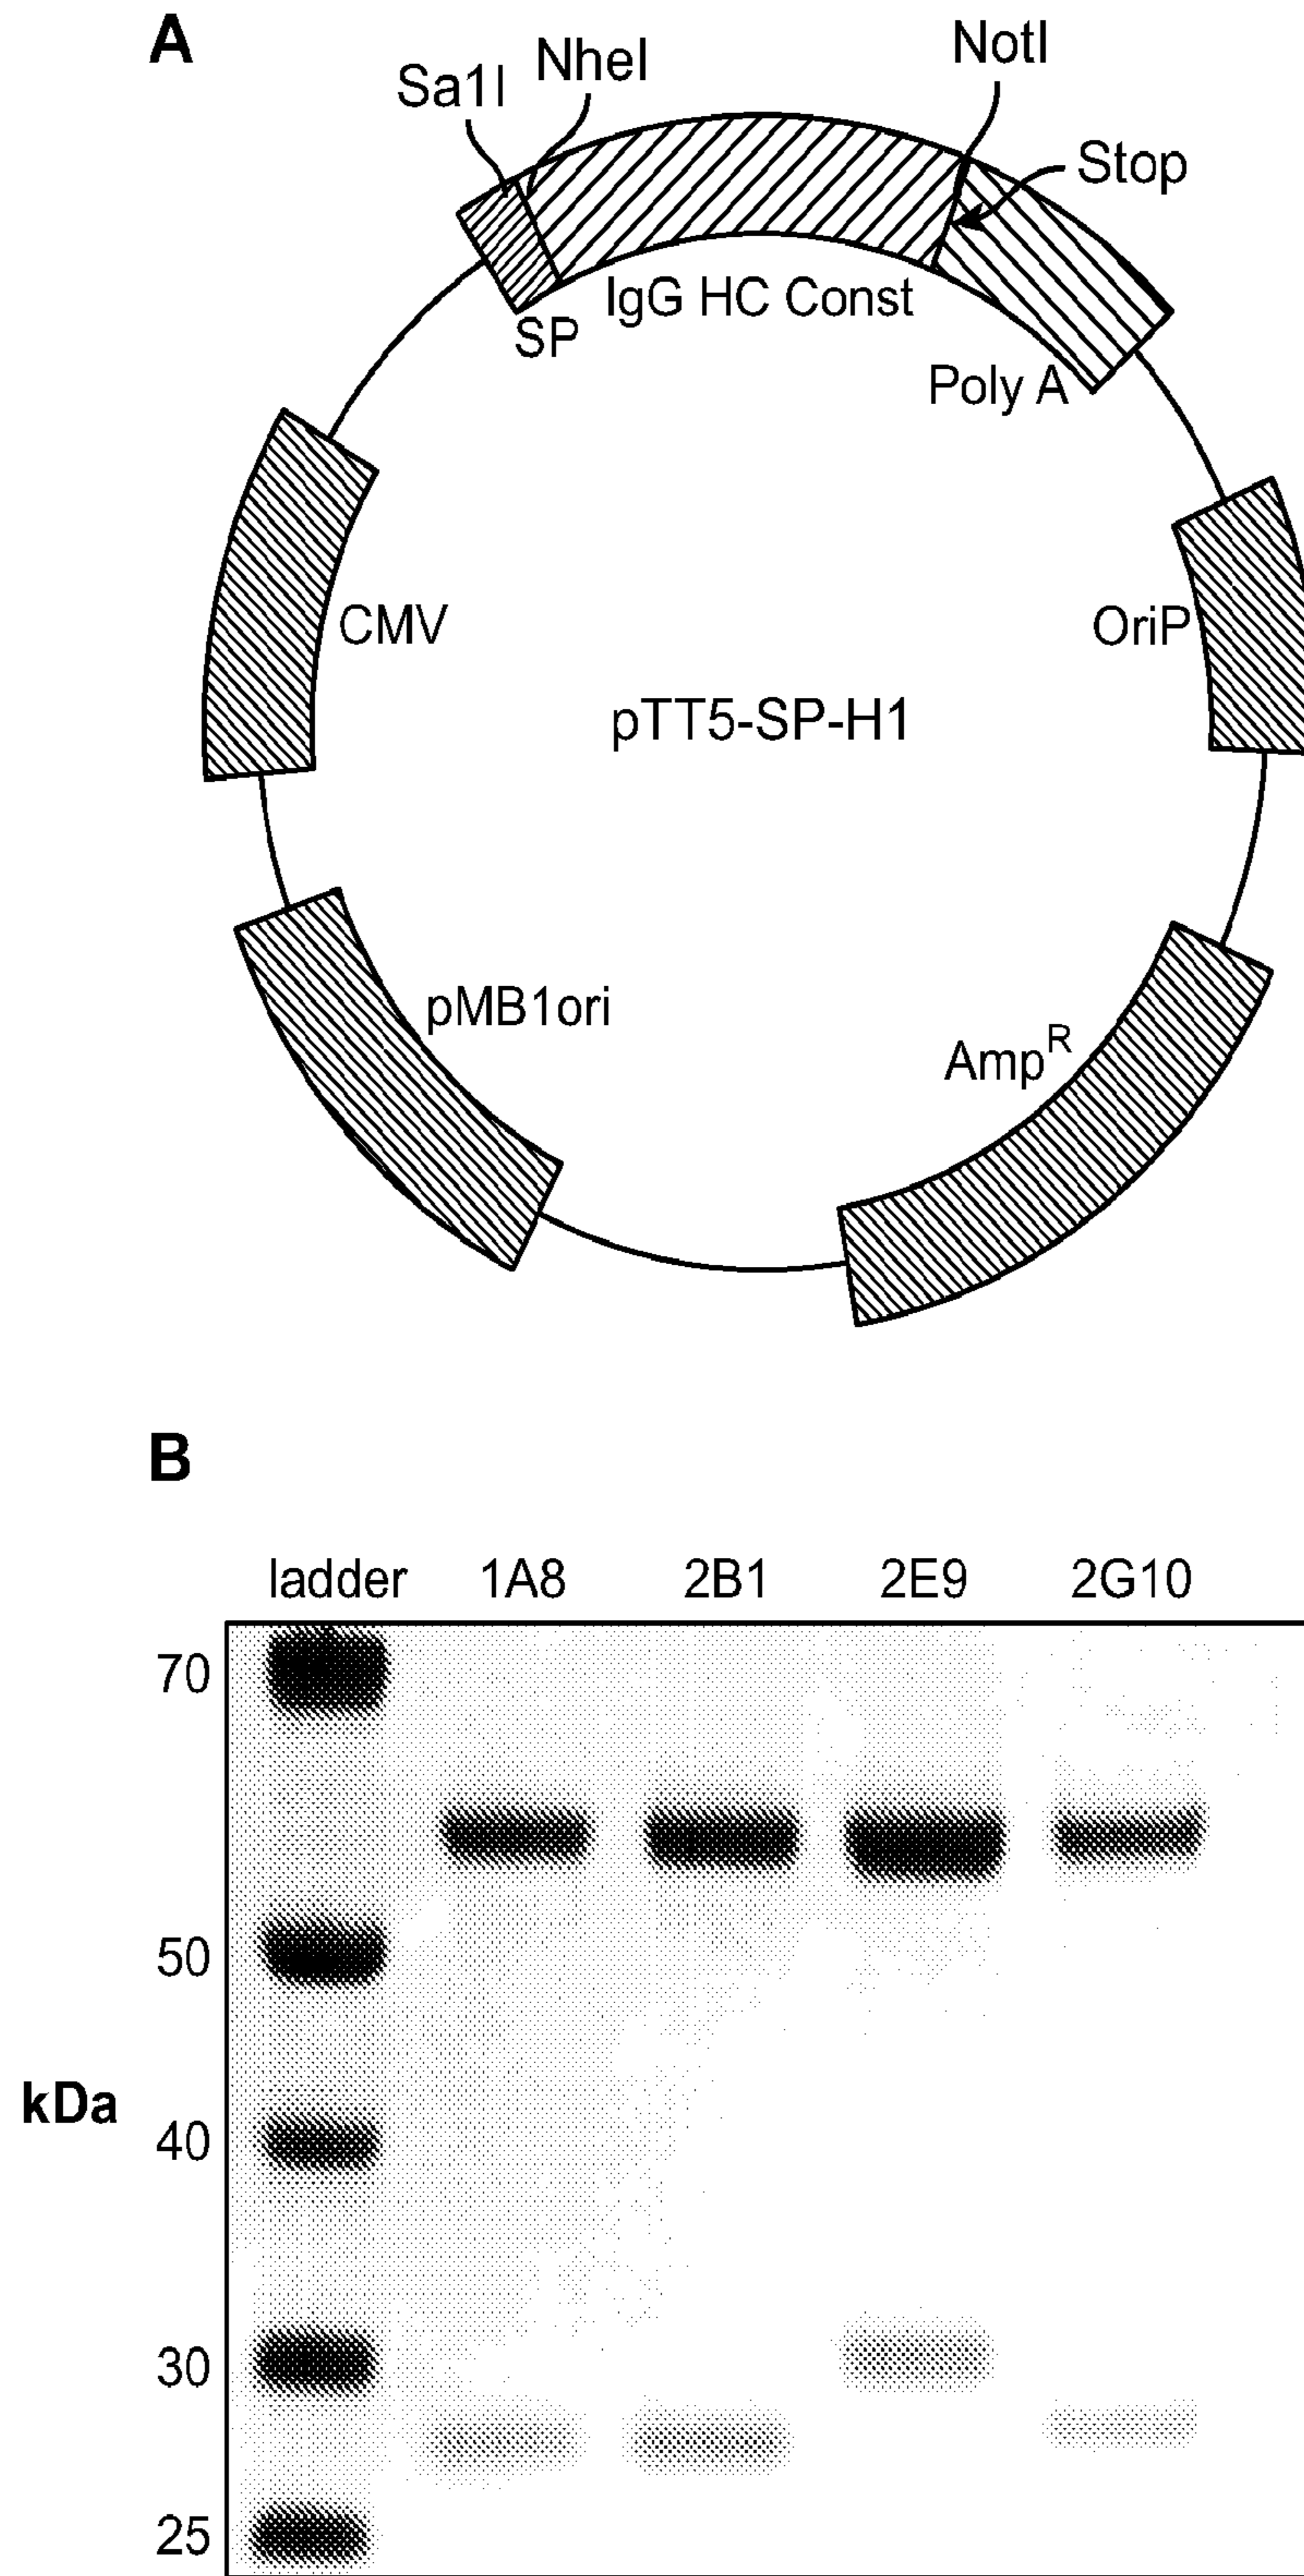 A
Sa1I
NheI
NotI
Stop
SP
IgG HC Const
Poly A
CMV
OriP
pTT5-SP-H1
pMB1ori
Amp^R
B
ladder 1A8 2B1 2E9 2G10
70
50
kDa
40
30
25